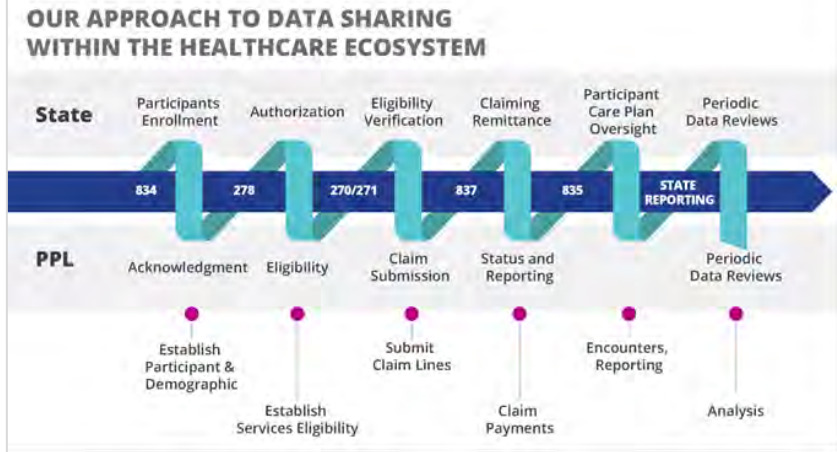 OUR APPROACH TO DATA SHARING
WITHIN THE HEALTHCARE ECOSYSTEM
State
Participants
Enrollment
Authorization
Eligibility
Verification
Claiming
Remittance
Participant
Care Plan
Oversight
Periodic
Data Reviews
834
278
270/271
837
835
STATE
REPORTING
PPL
Acknowledgment
Eligibility
Claim
Submission
Status and
Reporting
Periodic
Data Reviews
Establish
Participant &
Demographic
Establish
Services Eligibility
Submit
Claim Lines
Claim
Payments
Encounters,
Reporting
Analysis